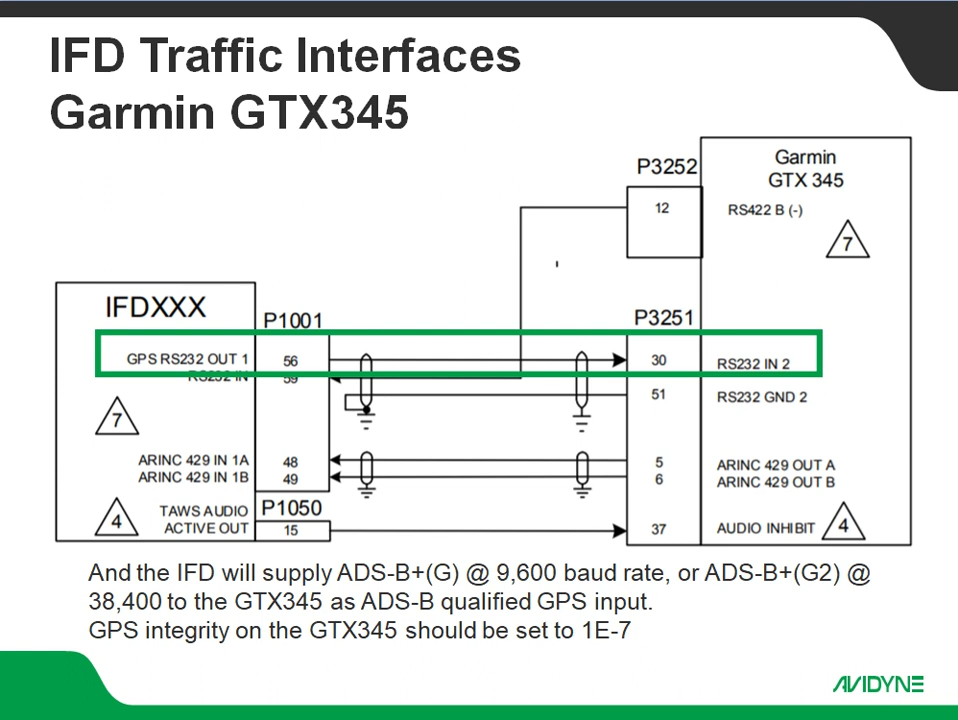 IFD Traffic Interfaces
Garmin GTX345
P3252
Garmin
GTX 345
12
RS422 B (-)
7
IFDXXX
P1001
P3251
GPS RS232 OUT 1
56
30
RS232 IN 2
RS232 IN
59
51
RS232 GND 2
7
ARINC 429 IN 1A
48
5
ARINC 429 OUT A
ARINC 429 IN 1B
49
6
ARINC 429 OUT B
4
TAWS AUDIO
ACTIVE OUT
P1050
15
37
AUDIO INHIBIT
4
And the IFD will supply ADS-B+(G) @ 9,600 baud rate, or ADS-B+(G2) @
38,400 to the GTX345 as ADS-B qualified GPS input.
GPS integrity on the GTX345 should be set to 1E-7
AVIDYNE